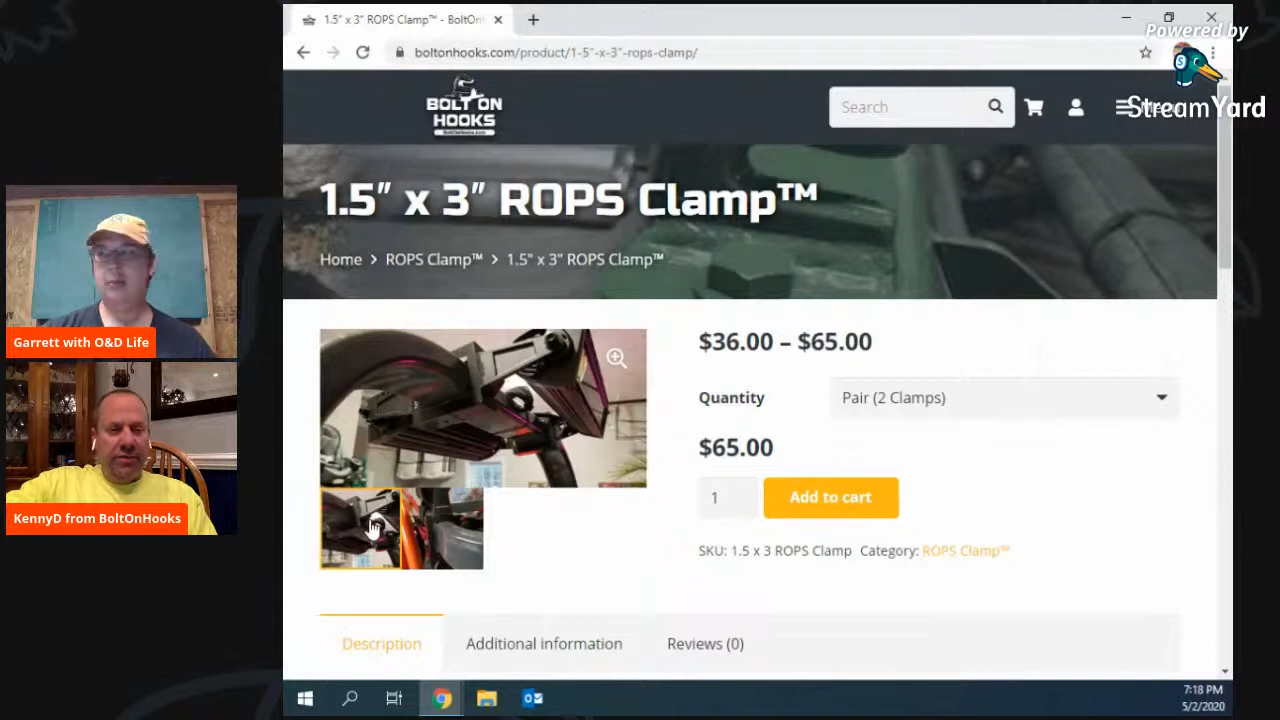 1.5" x 3" ROPS Clamp™ - BoltOn
Powered by
StreamYard
boltonhooks.com/product/1-5"-x-3"-rops-clamp/
BOLT ON
HOOKS
BoltOnHooks.com
Search
1.5″ x 3″ ROPS Clamp™
Home > ROPS Clamp™ > 1.5″ x 3″ ROPS Clamp™
$36.00 – $65.00
Quantity
Pair (2 Clamps)
$65.00
1
Add to cart
SKU: 1.5 x 3 ROPS Clamp Category: ROPS Clamp™
Description
Additional information
Reviews (0)
Garrett with O&D Life
KennyD from BoltOnHooks
7:18 PM
5/2/2020